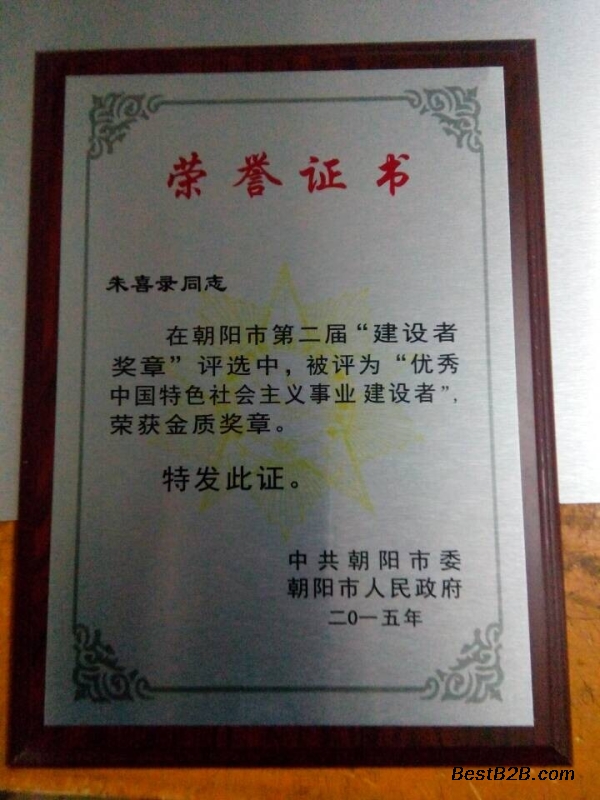 荣誉证书
朱喜录同志
在朝阳市第二届“建设者
奖章”评选中，被评为“优秀
中国特色社会主义事业建设者”，
荣获金质奖章。
特发此证。
中共朝阳市委
朝阳市人民政府
二0一五年
BestB2B.com